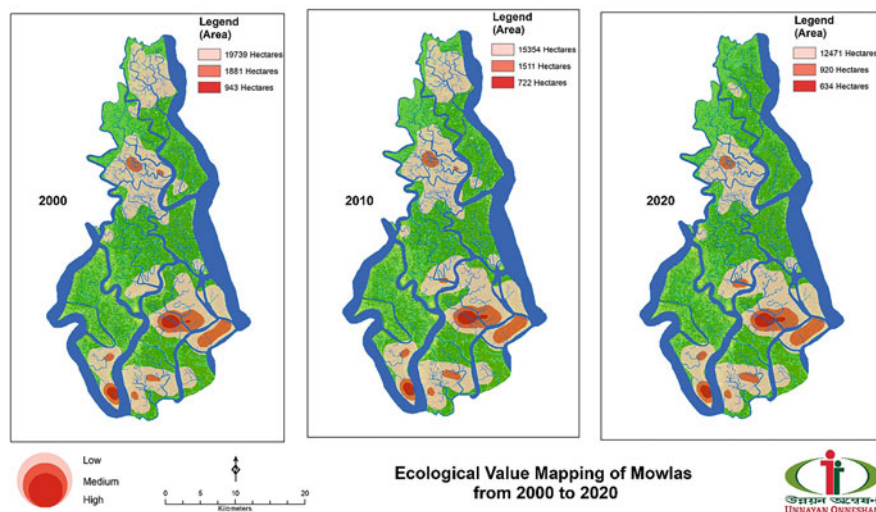 Legend
(Area)
19739 Hectares
1881 Hectares
943 Hectares
2000
Legend
(Area)
15354 Hectares
1511 Hectares
722 Hectares
2010
Legend
(Area)
12471 Hectares
920 Hectares
634 Hectares
2020
Low
Medium
High
0 5 10 20
Kilometers
Ecological Value Mapping of Mowlas
from 2000 to 2020
উন্নয়ন অন্বেষণ
UNNAYAN ONNESHAN